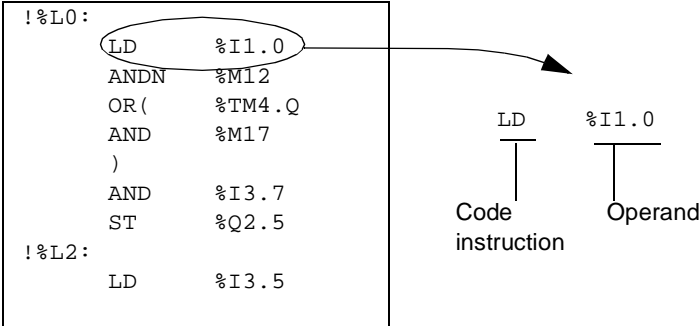 !%L0:
LD %I1.0
ANDN %M12
OR( %TM4.Q
AND %M17
)
AND %I3.7
ST %Q2.5
!%L2:
LD %I3.5
LD %I1.0
Code instruction
Operand